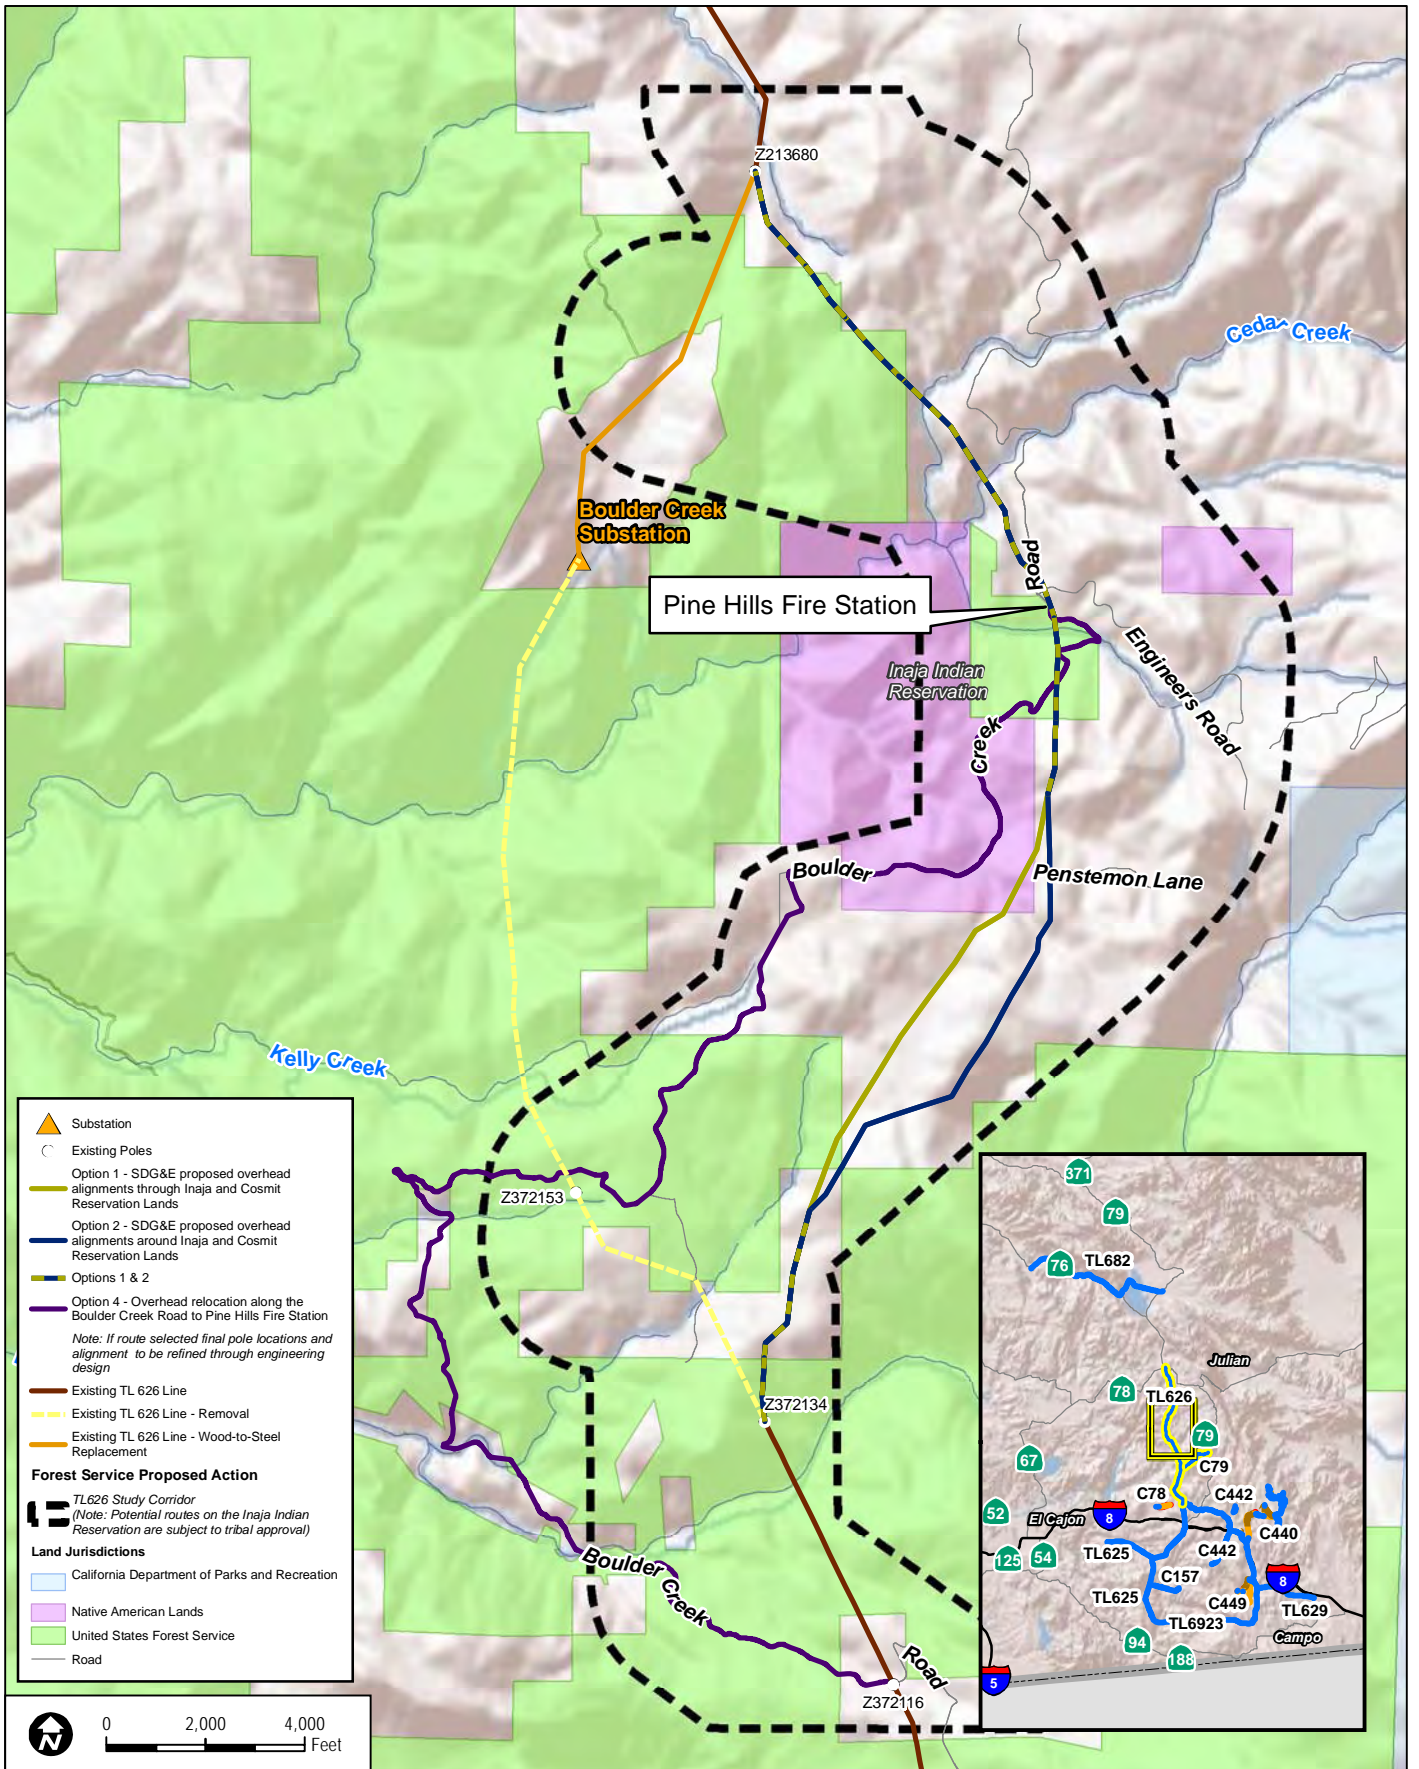 Z213680
Cedar Creek
Boulder Creek
Substation
Road
Pine Hills Fire Station
Engineers Road
Inaja Indian
Reservation
Creek
Boulder
Penstemon Lane
Kelly Creek
Z372153
Z372134
Boulder Creek
Road
Z372116
Substation
Existing Poles
Option 1 - SDG&E proposed overhead
alignments through Inaja and Cosmit
Reservation Lands
Option 2 - SDG&E proposed overhead
alignments around Inaja and Cosmit
Reservation Lands
Options 1 & 2
Option 4 - Overhead relocation along the
Boulder Creek Road to Pine Hills Fire Station
Note: If route selected final pole locations and
alignment to be refined through engineering
design
Existing TL 626 Line
Existing TL 626 Line - Removal
Existing TL 626 Line - Wood-to-Steel
Replacement
Forest Service Proposed Action
TL626 Study Corridor
(Note: Potential routes on the Inaja Indian
Reservation are subject to tribal approval)
Land Jurisdictions
California Department of Parks and Recreation
Native American Lands
United States Forest Service
Road
N
0 2,000 4,000
Feet
371
79
76
TL682
Julian
78
TL626
79
67
C79
C78
C442
52
El Cajon
8
C440
125
54
TL625
C442
C157
8
TL625
C449
TL629
TL6923
94
Campo
188
5